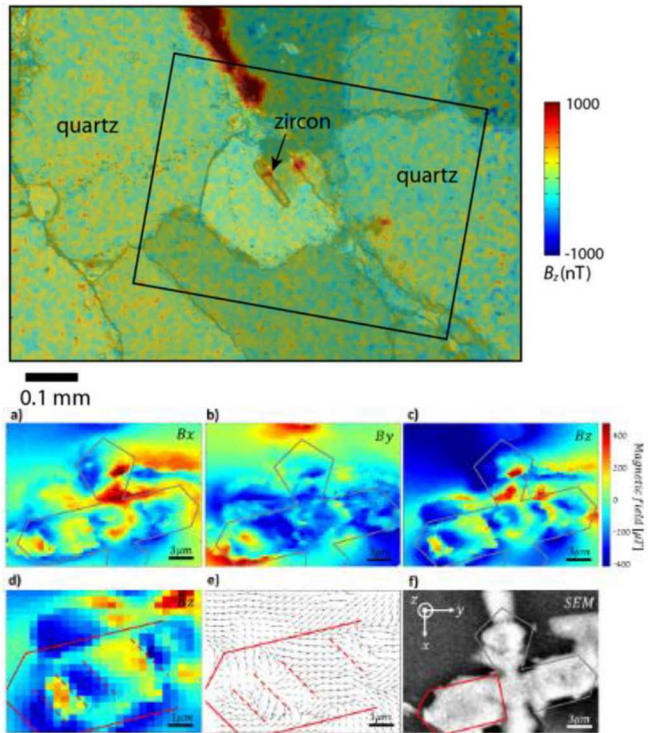 quartz
zircon
quartz
1000
-1000
Bz (nT)
0.1 mm
a)
Bx
3μm
b)
By
3μm
c)
Bz
3μm
400
200
0
-200
-400
Magnetic field [μT]
d)
Bz
1μm
e)
1μm
f)
SEM
z
y
x
3μm